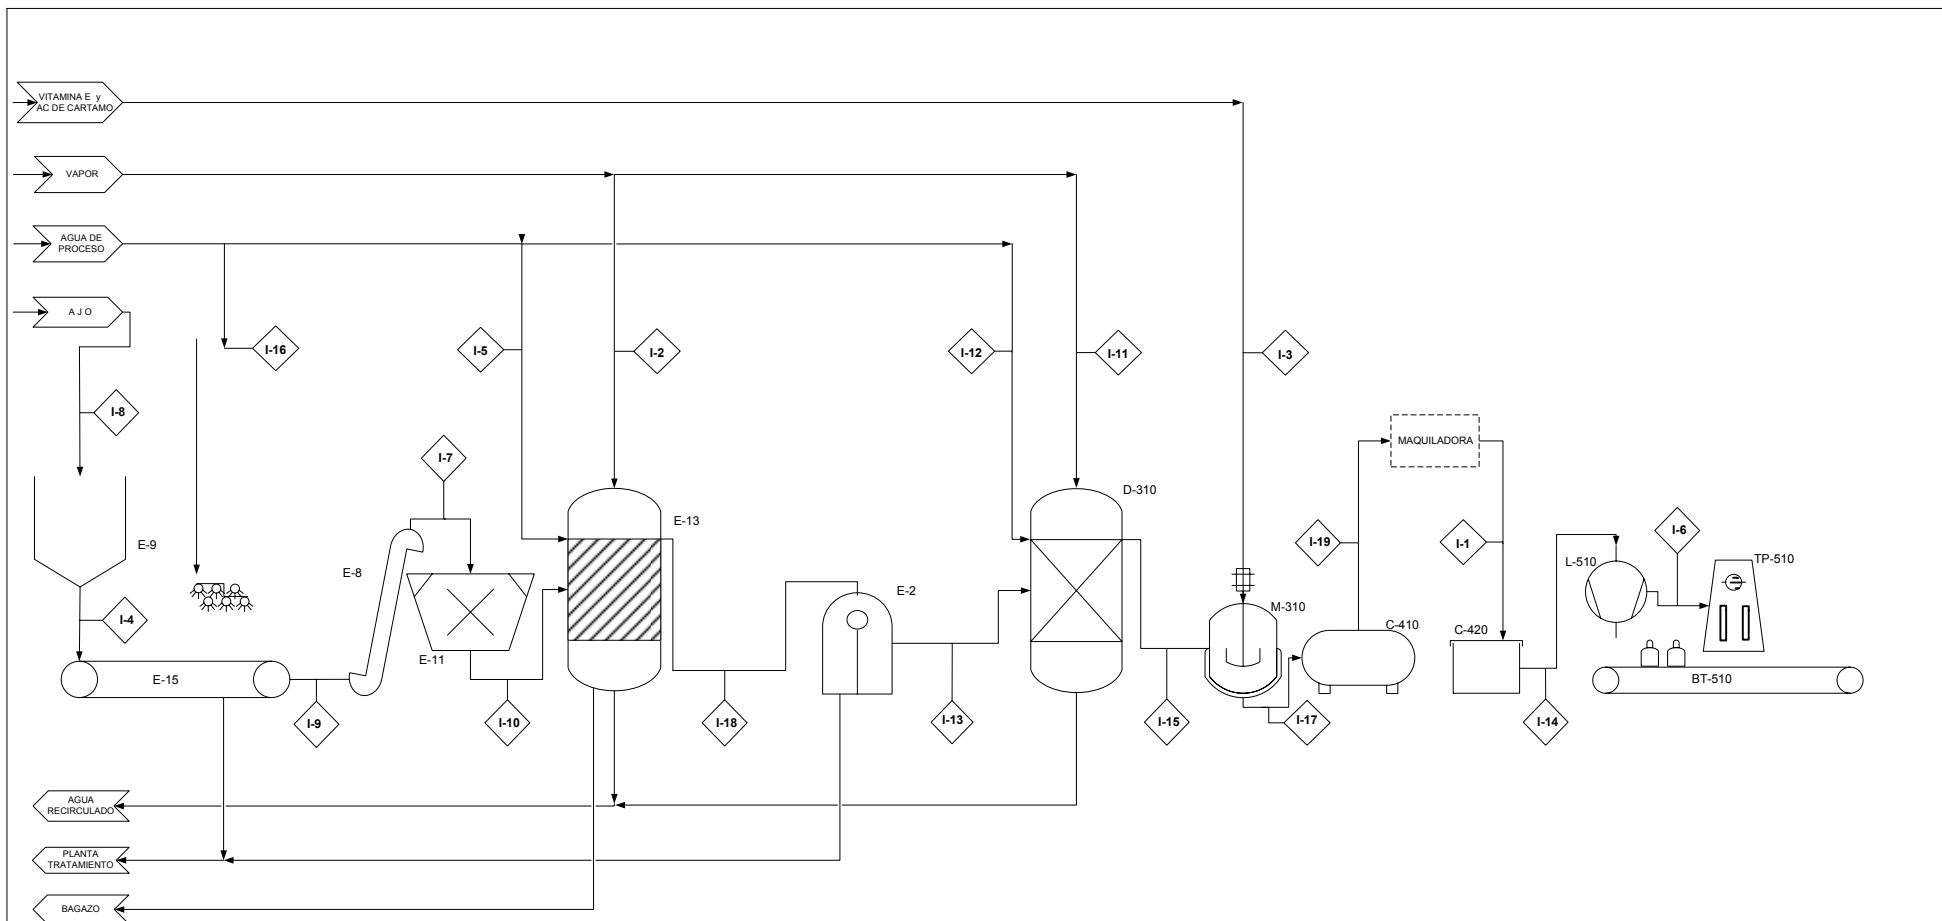 VITAMINA E y
AC DE CARTAMO
VAPOR
AGUA DE
PROCESO
A J O
I-16
I-5
I-2
I-12
I-11
I-3
I-8
I-7
MAQUILADORA
D-310
E-13
I-19
I-1
I-6
E-9
E-8
L-510
TP-510
E-2
M-310
I-4
C-410
C-420
E-11
E-15
BT-510
I-9
I-10
I-18
I-13
I-15
I-17
I-14
AGUA
RECIRCULADO
PLANTA
TRATAMIENTO
BAGAZO